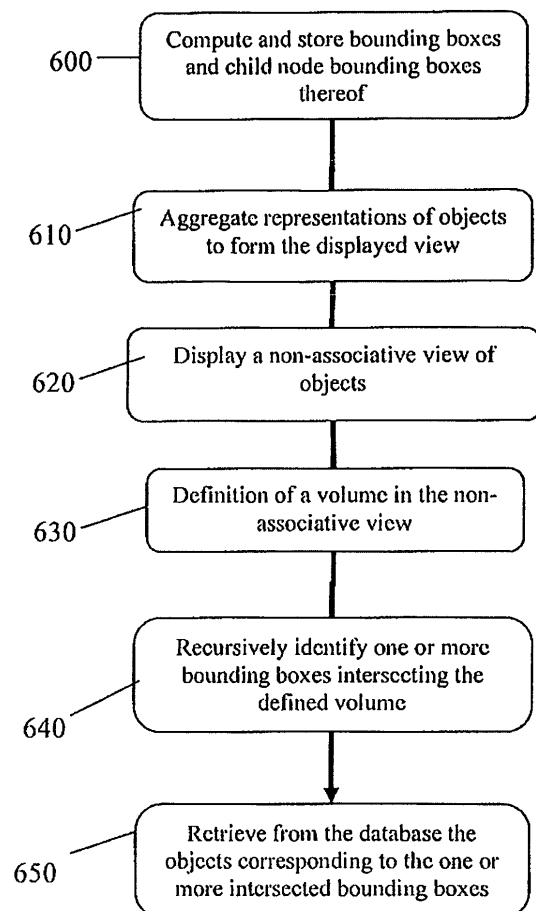 600
Compute and store bounding boxes
and child node bounding boxes
thereof
610
Aggregate representations of objects
to form the displayed view
620
Display a non-associative view of
objects
630
Definition of a volume in the non-
associative view
640
Recursively identify one or more
bounding boxes intersecting the
defined volume
650
Retrieve from the database the
objects corresponding to the one or
more intersected bounding boxes